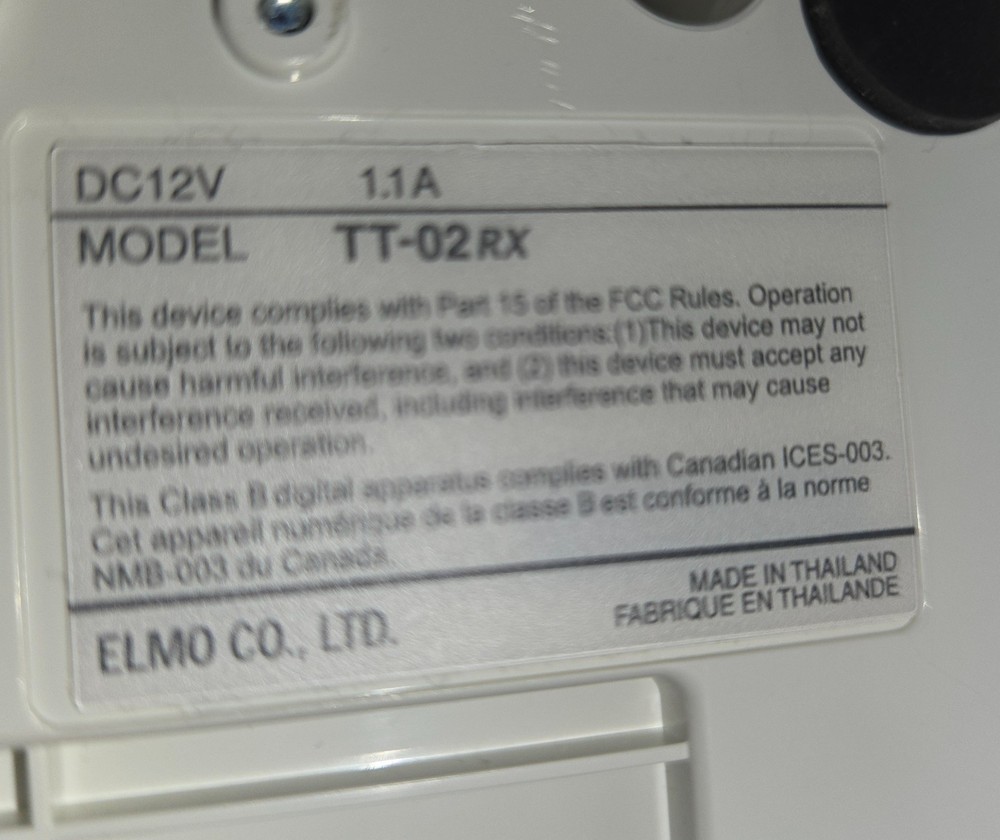 DC12V 1.1A
MODEL TT-02RX
This device complies with Part 15 of the FCC Rules. Operation
is subject to the following two conditions:(1)This device may not
cause harmful interference, and (2) this device must accept any
interference received, including interference that may cause
undesired operation.
This Class B digital apparatus complies with Canadian ICES-003.
Cet appareil numérique de la classe B est conforme à la norme
NMB-003 du Canada.
MADE IN THAILAND
FABRIQUE EN THAILANDE
ELMO CO., LTD.